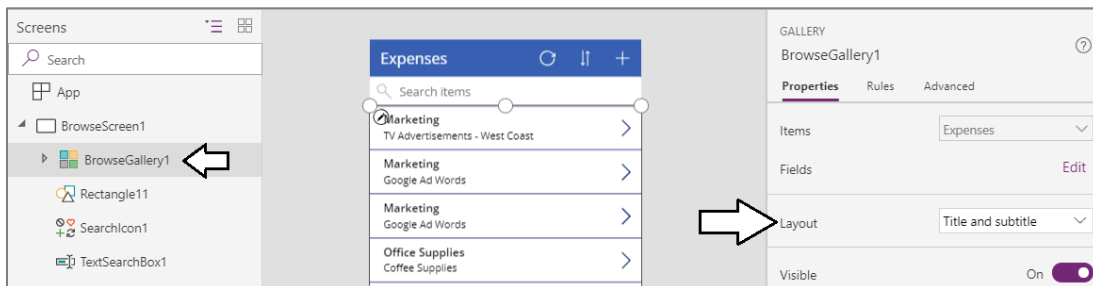 Screens
Search
App
BrowseScreen1
BrowseGallery1
Rectangle11
SearchIcon1
TextSearchBox1
Expenses
Search items
Marketing
TV Advertisements - West Coast
Marketing
Google Ad Words
Marketing
Google Ad Words
Office Supplies
Coffee Supplies
GALLERY
BrowseGallery1
Properties Rules Advanced
Items Expenses
Fields Edit
Layout Title and subtitle
Visible On